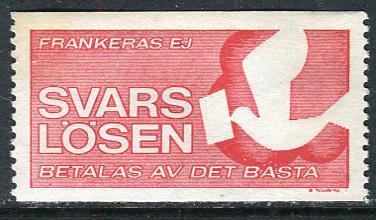 FRANKERAS EJ
SVARS
LÖSEN
BETALAS AV DET BÄSTA